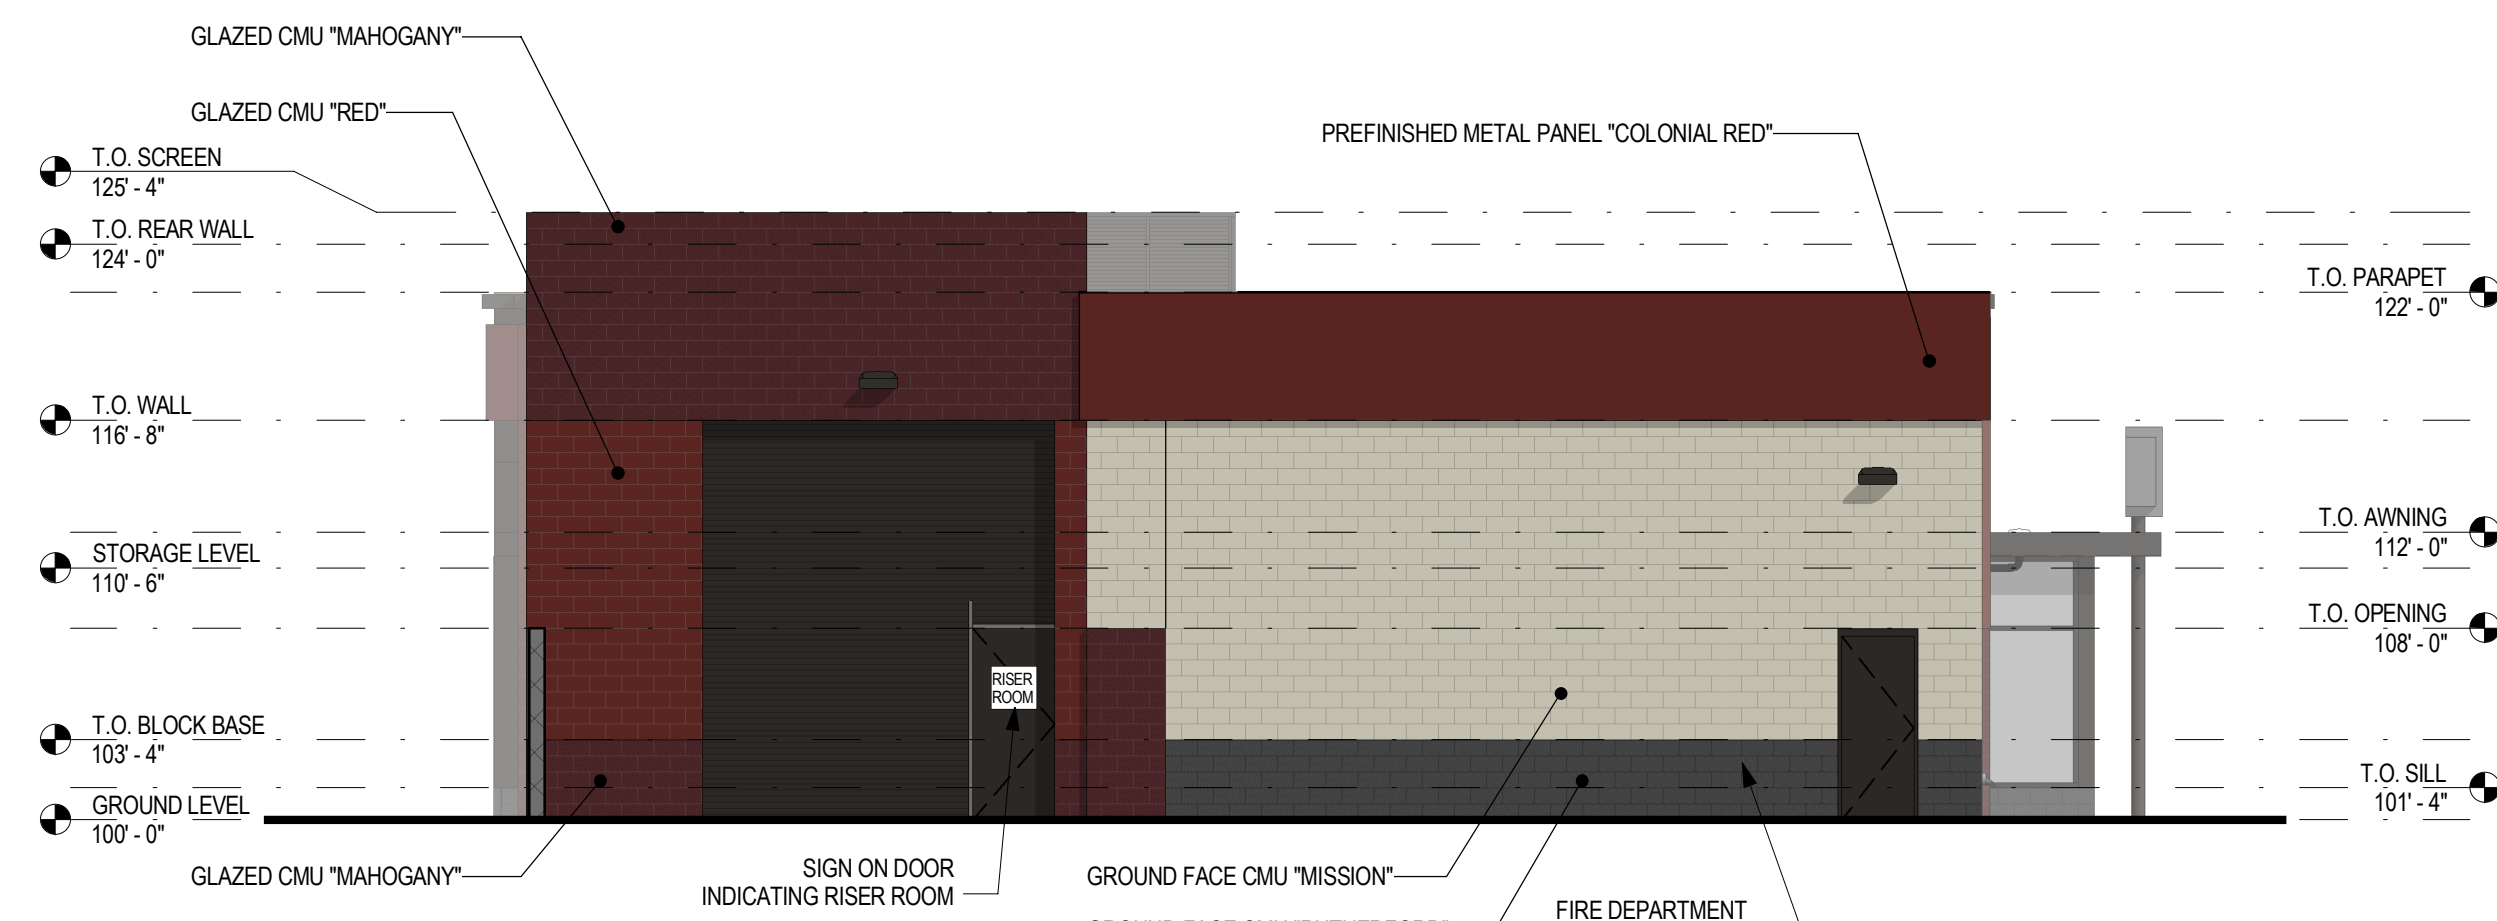 GLAZED CMU "MAHOGANY"
GLAZED CMU "RED"
PREFINISHED METAL PANEL "COLONIAL RED"
T.O. SCREEN
125' - 4"
T.O. REAR WALL
124' - 0"
T.O. PARAPET
122' - 0"
T.O. WALL
116' - 8"
T.O. AWNING
112' - 0"
STORAGE LEVEL
110' - 6"
T.O. OPENING
108' - 0"
RISER
ROOM
T.O. BLOCK BASE
103' - 4"
T.O. SILL
101' - 4"
GROUND LEVEL
100' - 0"
GLAZED CMU "MAHOGANY"
SIGN ON DOOR
INDICATING RISER ROOM
GROUND FACE CMU "MISSION"
GROUND FACE CMU
FIRE DEPARTMENT